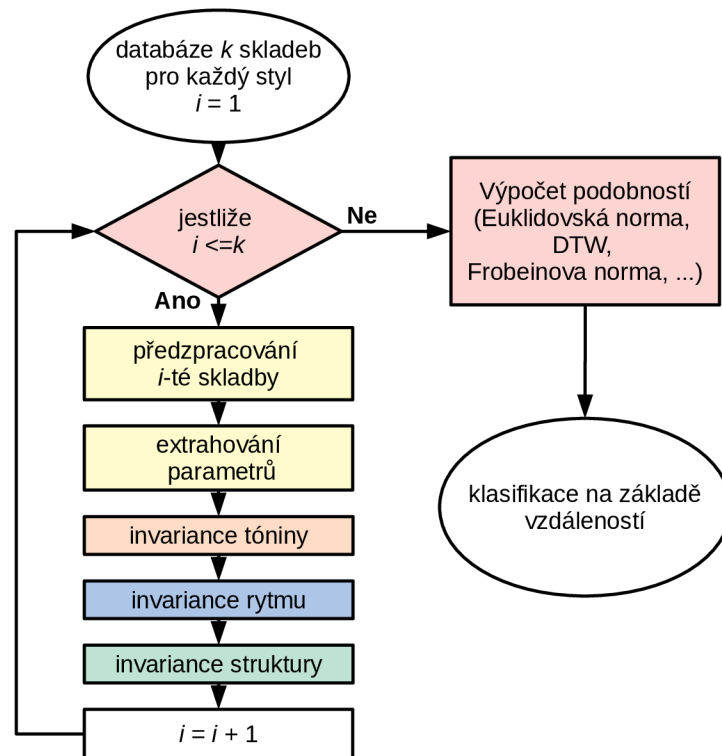 databáze k skladeb
pro každý styl
i = 1
jestliže
i <=k
Ne
Ano
Výpočet podobností
(Euklidovská norma,
DTW,
Frobeinova norma, ...)
předzpracování
i-té skladby
extrahování
parametrů
invariance tóniny
invariance rytmu
invariance struktury
i = i + 1
klasifikace na základě
vzdáleností